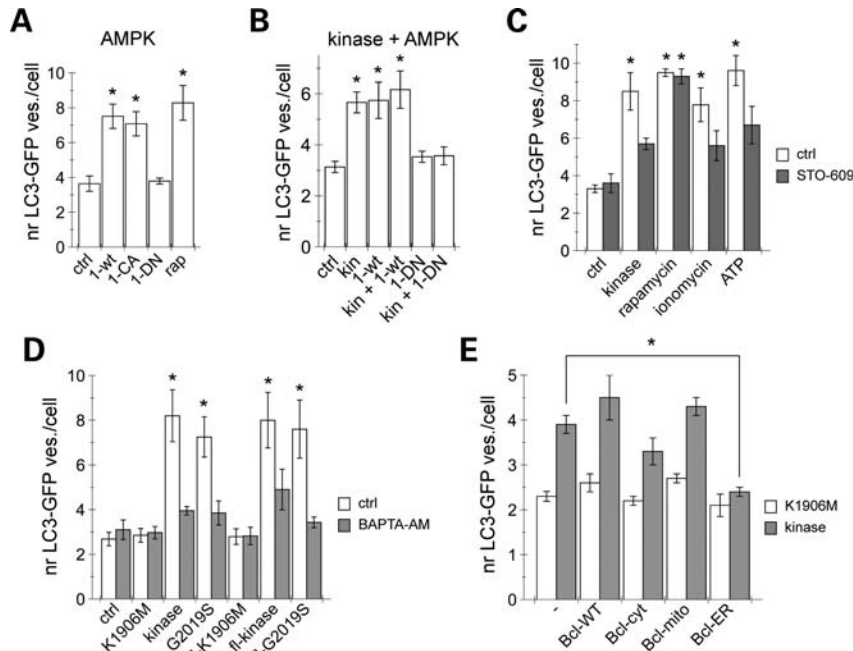 A
AMPK
nr LC3-GFP ves./cell
10
8
6
4
2
0
* * *
ctrl
1-wt
1-CA
1-DN
rap
B
kinase + AMPK
nr LC3-GFP ves./cell
8
6
4
2
0
* * *
ctrl
kin
1-wt
kin + 1-wt
1-DN
kin + 1-DN
C
nr LC3-GFP ves./cell
10
8
6
4
2
0
* * * * *
ctrl
kinase
rapamycin
ionomycin
ATP
ctrl
STO-609
D
nr LC3-GFP ves./cell
10
8
6
4
2
0
* * * *
ctrl
K1906M
kinase
G2019S
K1906M
fl-kinase
G2019S
ctrl
BAPTA-AM
E
nr LC3-GFP ves./cell
5
4
3
2
1
0
*
-
Bcl-WT
Bcl-cyt
Bcl-mito
Bcl-ER
K1906M
kinase